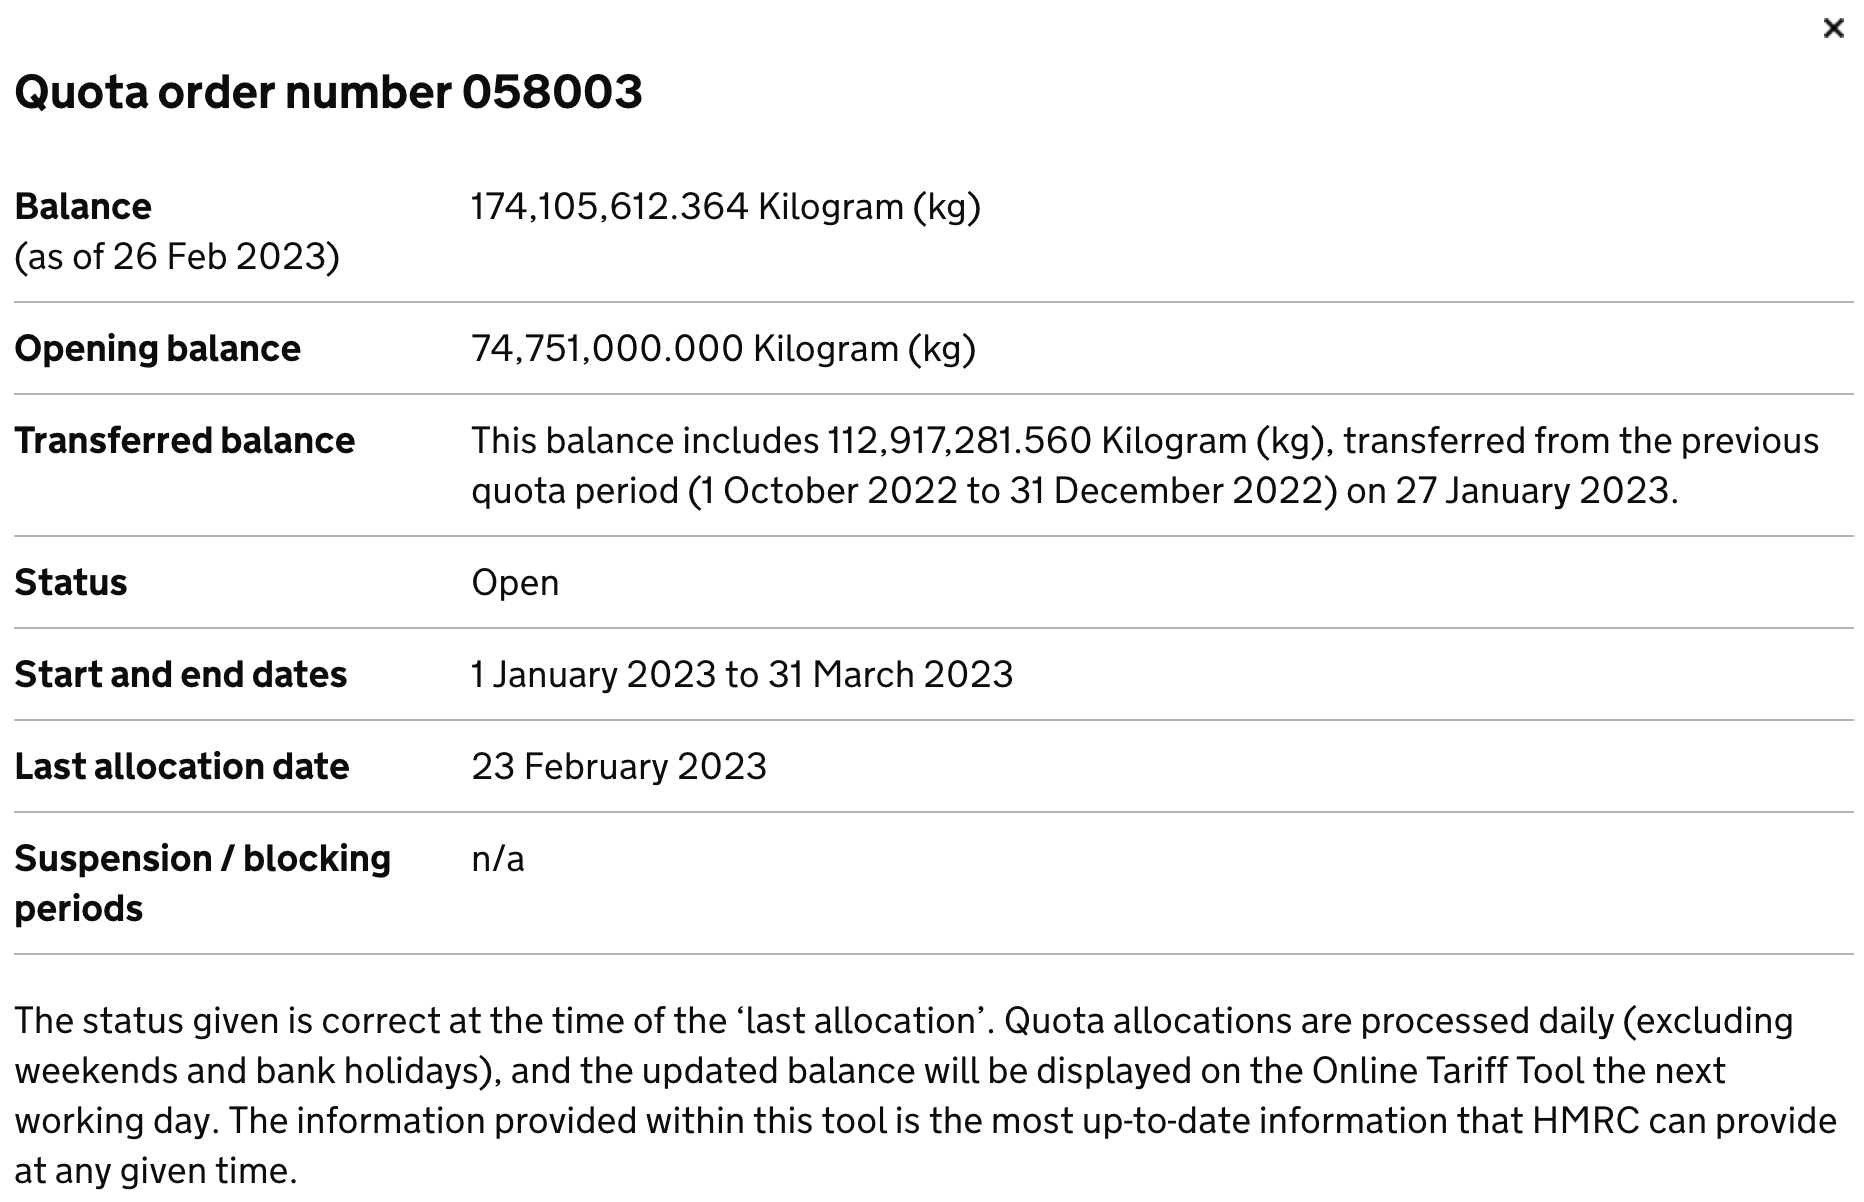 Quota order number 058003
Balance
(as of 26 Feb 2023)
174,105,612.364 Kilogram (kg)
Opening balance
74,751,000.000 Kilogram (kg)
Transferred balance
This balance includes 112,917,281.560 Kilogram (kg), transferred from the previous
quota period (1 October 2022 to 31 December 2022) on 27 January 2023.
Status
Open
Start and end dates
1 January 2023 to 31 March 2023
Last allocation date
23 February 2023
Suspension / blocking
periods
n/a
The status given is correct at the time of the ‘last allocation’. Quota allocations are processed daily (excluding
weekends and bank holidays), and the updated balance will be displayed on the Online Tariff Tool the next
working day. The information provided within this tool is the most up-to-date information that HMRC can provide
at any given time.